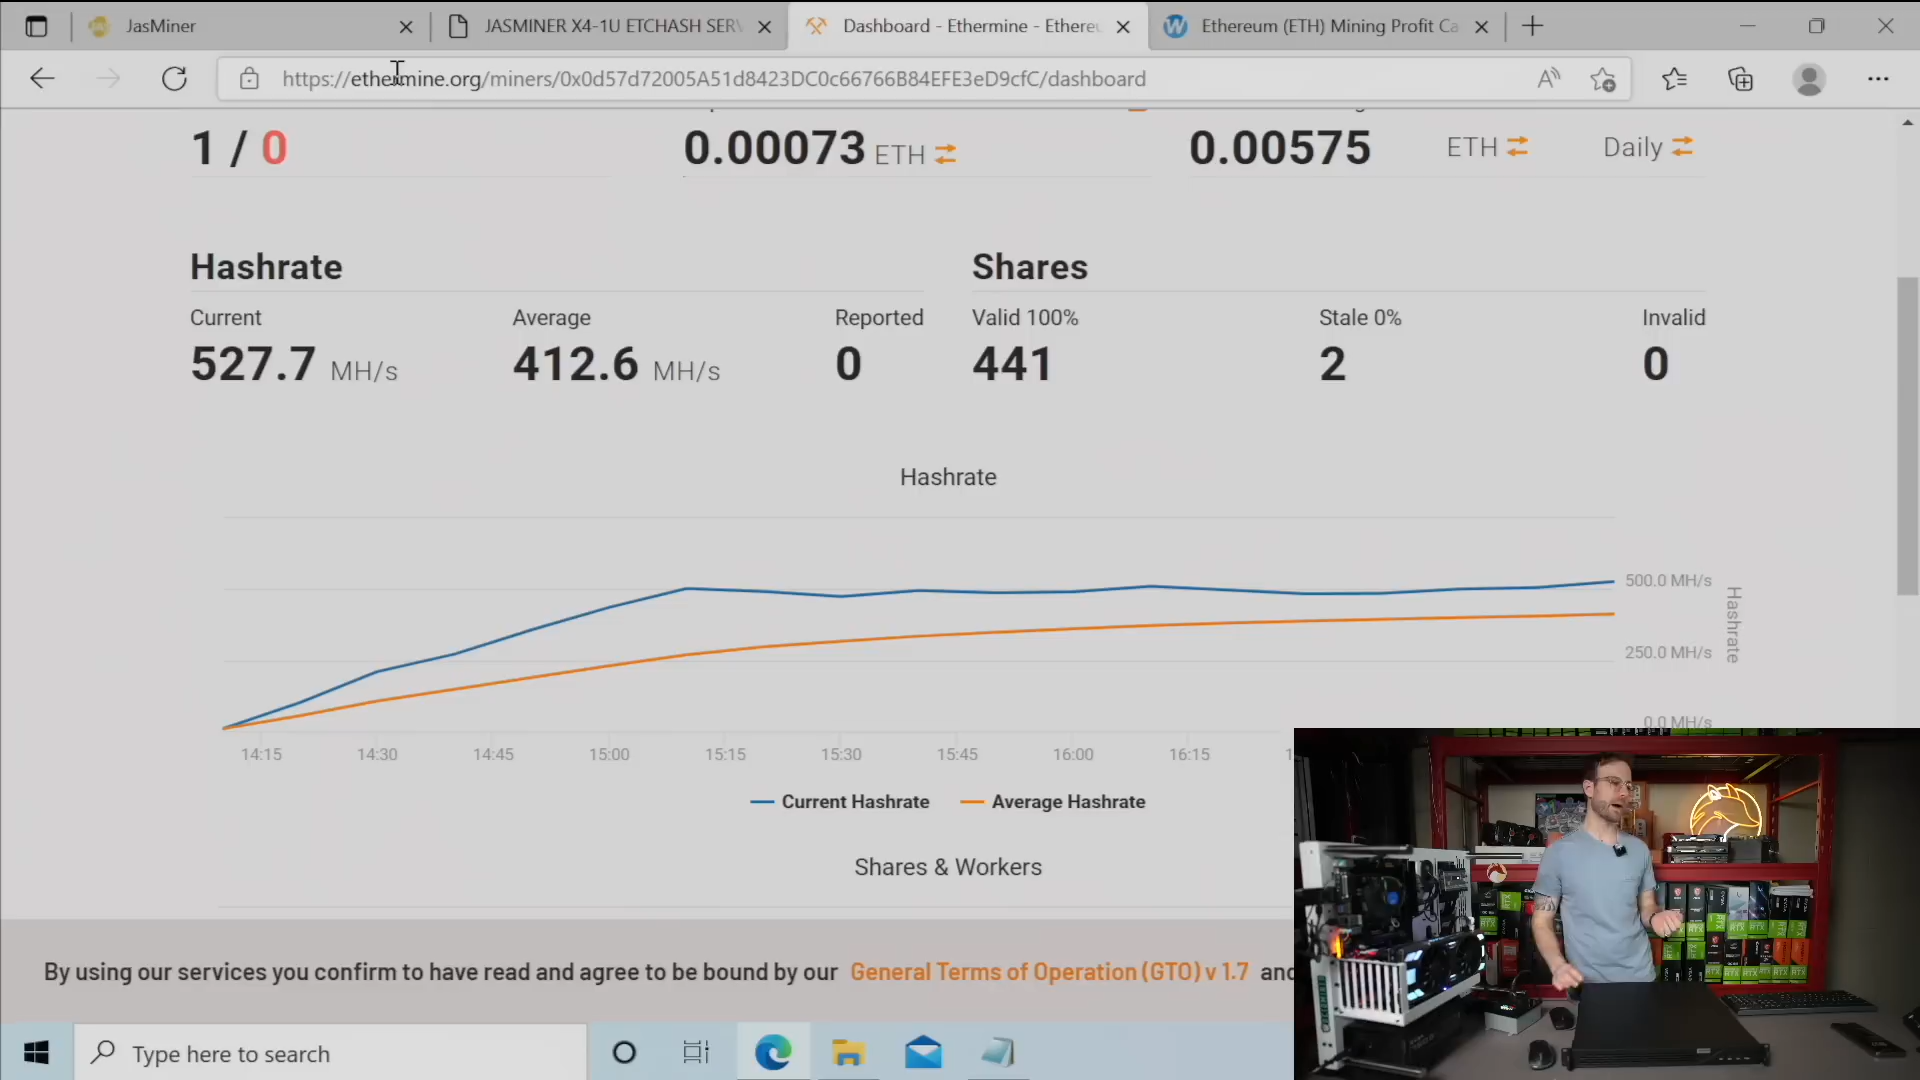 JasMiner
JASMINER X4-1U ETCHASH SERV
Dashboard - Ethermine - Ethereu
Ethereum (ETH) Mining Profit Ca
https://ethermine.org/miners/0x0d57d72005A51d8423DC0c66766B84EFE3eD9cfC/dashboard
1 / 0
0.00073 ETH
0.00575 ETH Daily
Hashrate
Shares
Current Average Reported
Valid 100% Stale 0% Invalid
527.7 MH/s 412.6 MH/s 0
441 2 0
Hashrate
500.0 MH/s
250.0 MH/s
0.0 MH/s
Hashrate
14:15 14:30 14:45 15:00 15:15 15:30 15:45 16:00 16:15
Current Hashrate Average Hashrate
Shares & Workers
By using our services you confirm to have read and agree to be bound by our General Terms of Operation (GTO) v 1.7 and
Type here to search